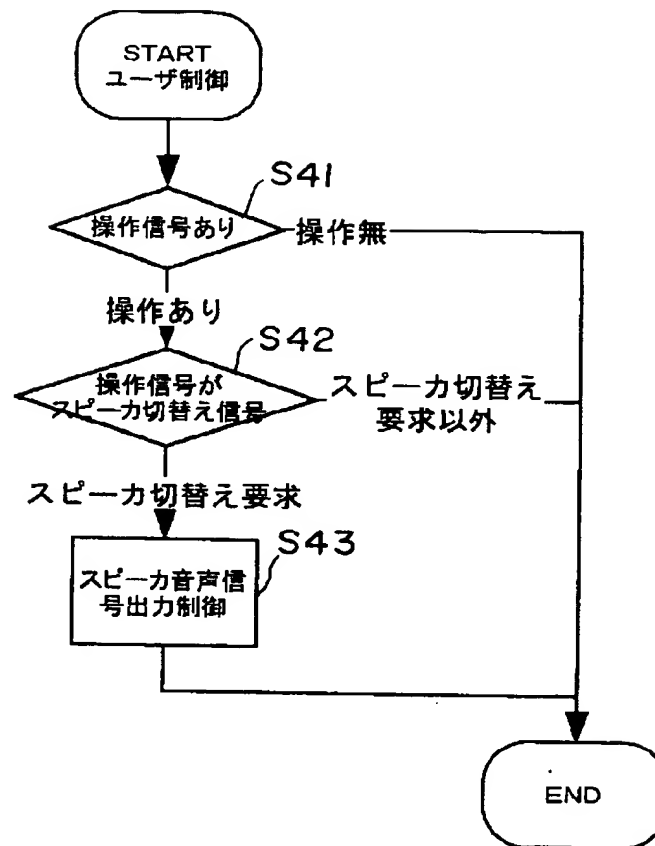 START
ユーザ制御
S41
操作信号あり
操作無
操作あり
S42
操作信号が
スピーカ切替え信号
スピーカ切替え
要求以外
スピーカ切替え要求
S43
スピーカ音声信
号出力制御
END